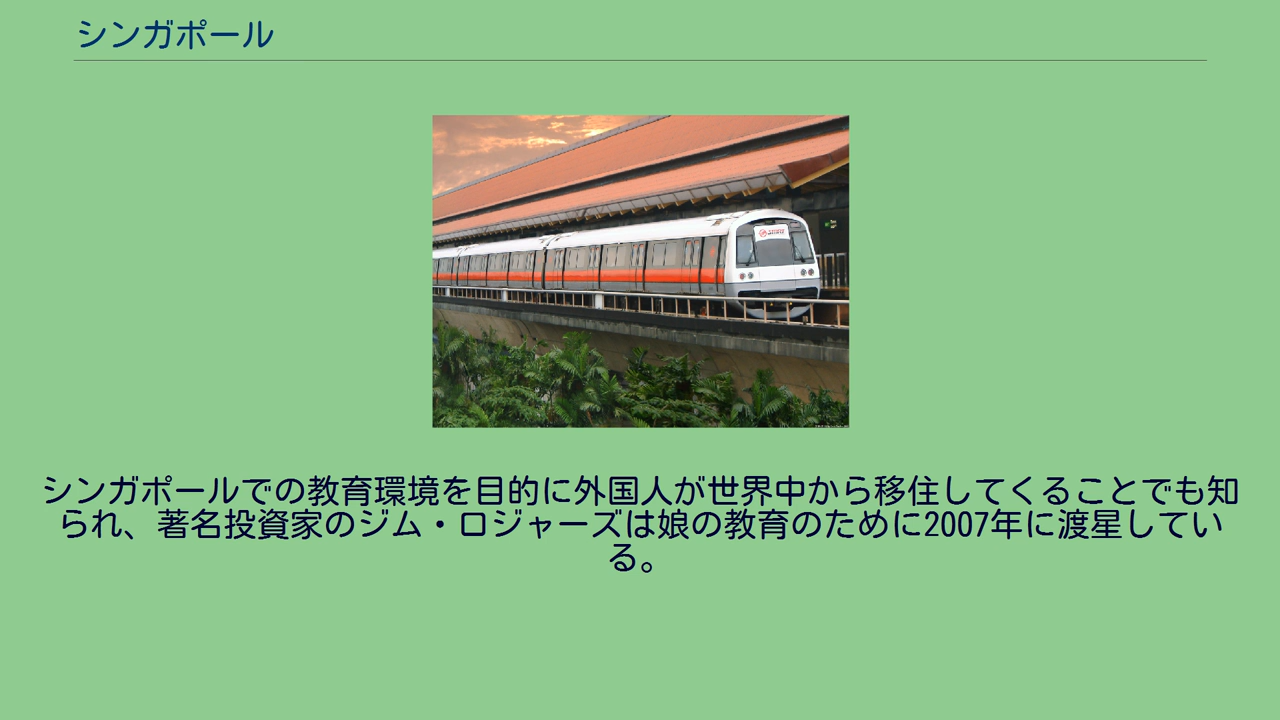 シンガポール
シンガポールでの教育環境を目的に外国人が世界中から移住してくることでも知
られ、著名投資家のジム・ロジャーズは娘の教育のために2007年に渡星してい
る。